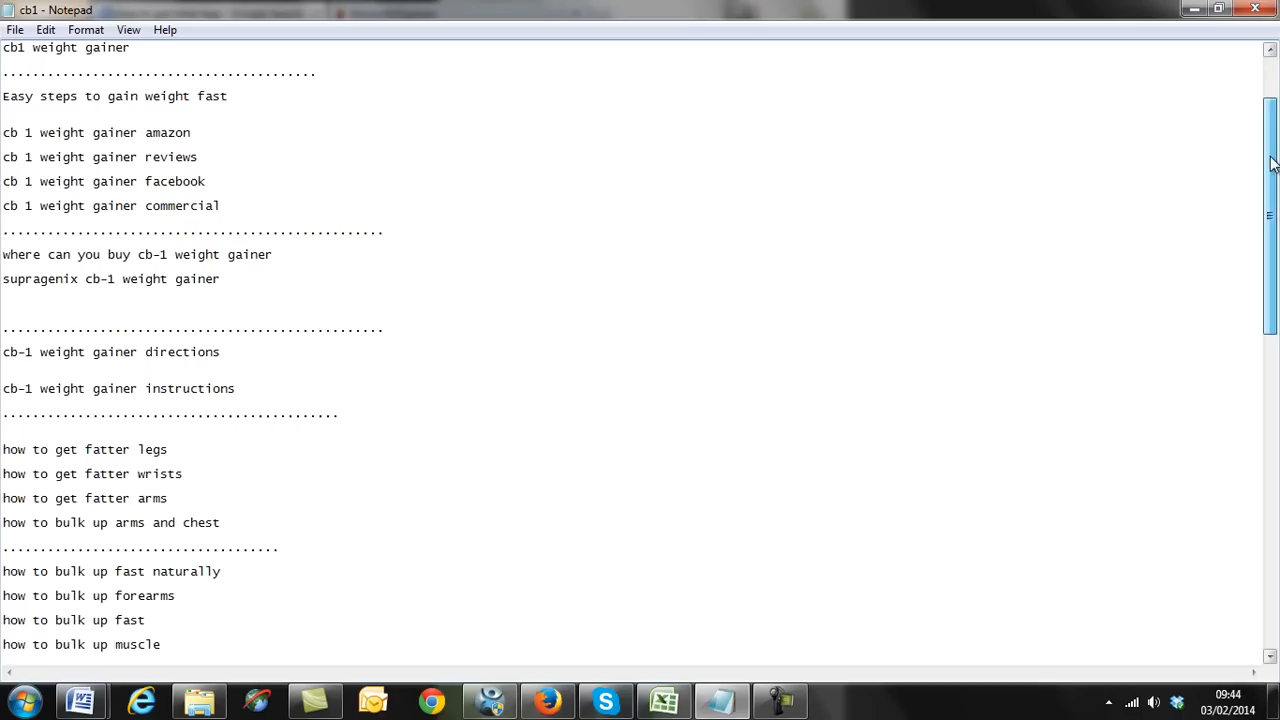 cb1 - Notepad
File Edit Format View Help
cb1 weight gainer
..........................................
Easy steps to gain weight fast
cb 1 weight gainer amazon
cb 1 weight gainer reviews
cb 1 weight gainer facebook
cb 1 weight gainer commercial
...................................................
where can you buy cb-1 weight gainer
supragenix cb-1 weight gainer
...................................................
cb-1 weight gainer directions
cb-1 weight gainer instructions
.............................................
how to get fatter legs
how to get fatter wrists
how to get fatter arms
how to bulk up arms and chest
.....................................
how to bulk up fast naturally
how to bulk up forearms
how to bulk up fast
how to bulk up muscle
09:44
03/02/2014